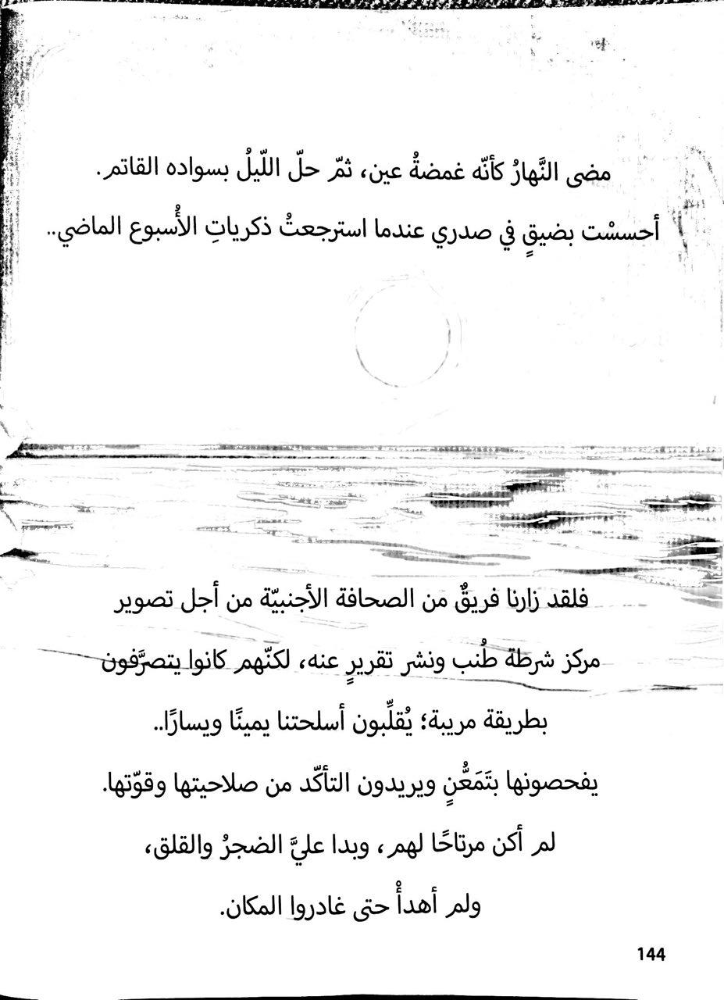 مضى النَّهارُ كأنّه غمضةُ عين، ثمّ حلّ اللّيلُ بسواده القاتم.
أحسسْت بضيقٍ في صدري عندما استرجعتُ ذكرياتِ الأُسبوع الماضي..
فلقد زارنا فريقٌ من الصحافة الأجنبيّة من أجل تصوير
مركز شرطة طُنب ونشر تقريرٍ عنه، لكنّهم كانوا يتصرَّفون
بطريقة مريبة؛ يُقلِّبون أسلحتنا يمينًا ويسارًا..
يفحصونها بتَمَعُّنٍ ويريدون التأكّد من صلاحيتها وقوّتها.
لم أكن مرتاحًا لهم، وبدا عليَّ الضجرُ والقلق،
ولم أهدأْ حتى غادروا المكان.
144